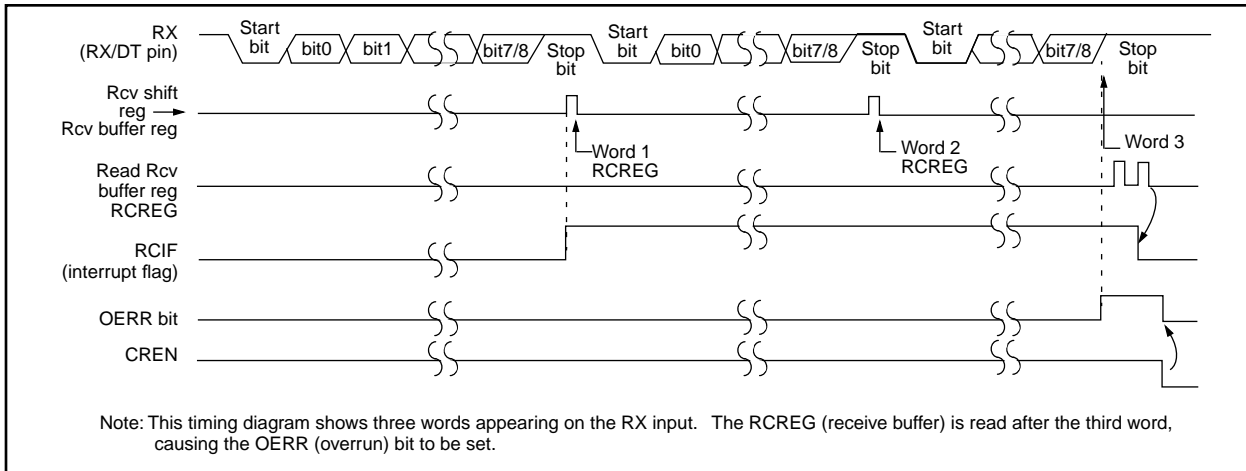 RX
(RX/DT pin)
Start
bit
bit0
bit1
bit7/8
Stop
bit
Start
bit
bit0
bit7/8
Stop
bit
Start
bit
bit7/8
Stop
bit
Rcv shift
reg
Rcv buffer reg
Word 1
RCREG
Word 2
RCREG
Word 3
Read Rcv
buffer reg
RCREG
RCIF
(interrupt flag)
OERR bit
CREN
Note: This timing diagram shows three words appearing on the RX input. The RCREG (receive buffer) is read after the third word,
causing the OERR (overrun) bit to be set.